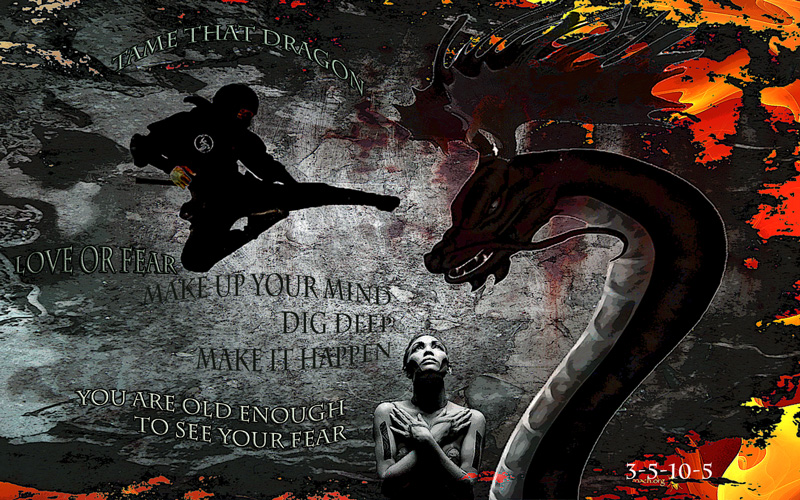 TAME THAT DRAGON
LOVE OR FEAR
MAKE UP YOUR MIND
DIG DEEP
MAKE IT HAPPEN
YOU ARE OLD ENOUGH
TO SEE YOUR FEAR
3-5-10-5